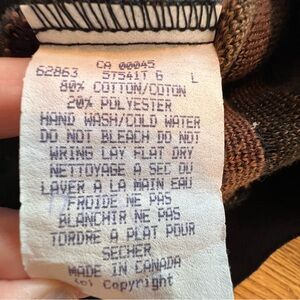 CA 00045
62863 ST541T 6 L
80% COTTON/COTON
20% POLYESTER
HAND WASH/COLD WATER
DO NOT BLEACH DO NOT
WRING LAY FLAT DRY
NETTOYAGE A SEC OU
LAVER A LA MAIN EAU
FROIDE NE PAS
BLANCHIR NE PAS
TORDRE A PLAT POUR
SECHER
MADE IN CANADA
(c) Copyright